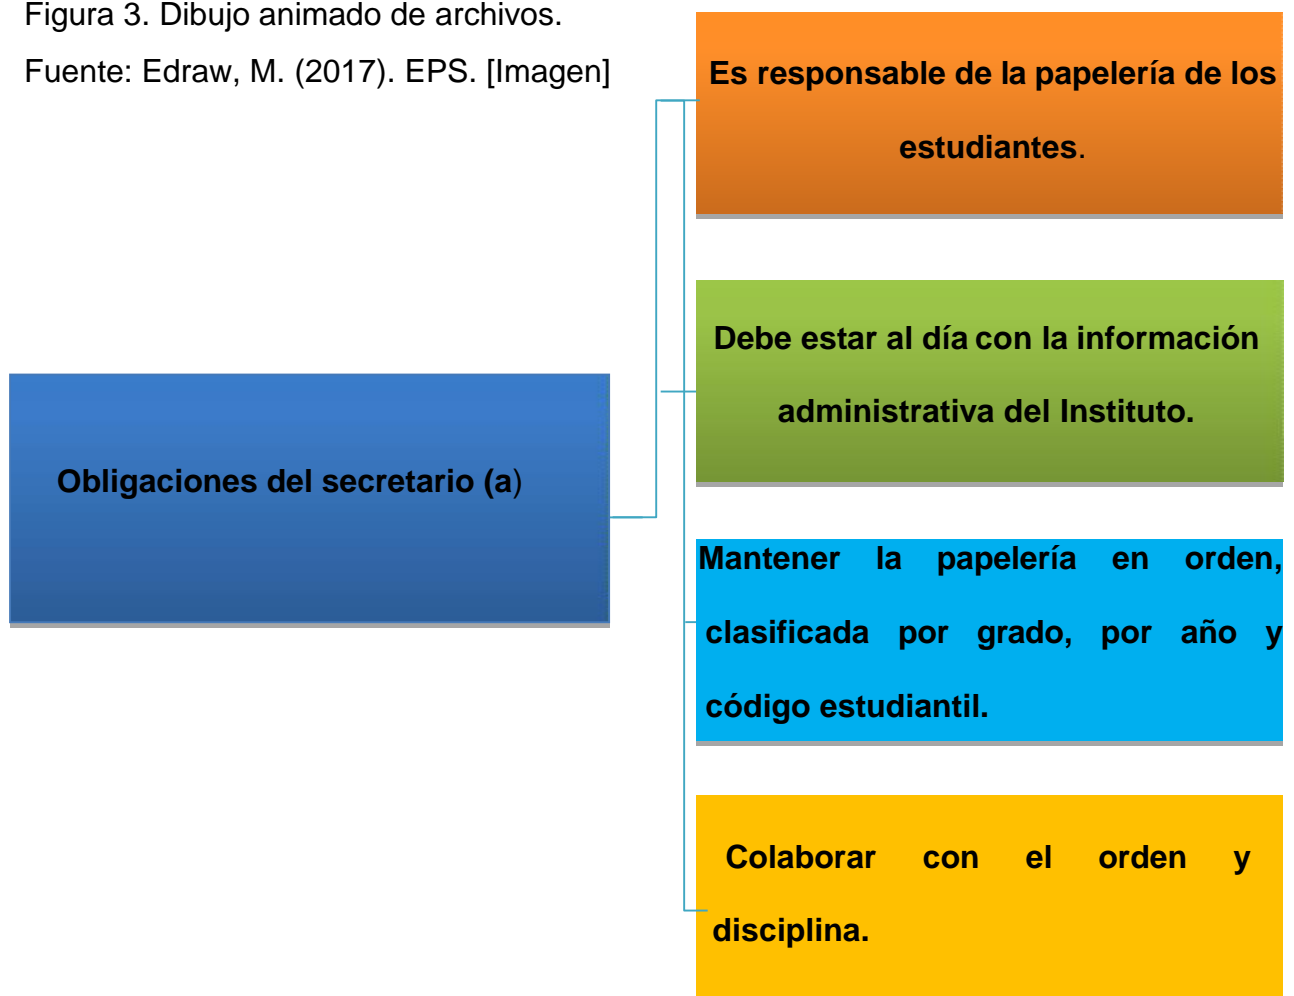 Figura 3. Dibujo animado de archivos.
Fuente: Edraw, M. (2017). EPS. [Imagen]
Obligaciones del secretario (a)
Es responsable de la papelería de los
estudiantes.
Debe estar al día con la información
administrativa del Instituto.
Mantener la papelería en orden,
clasificada por grado, por año y
código estudiantil.
Colaborar con el orden y
disciplina.